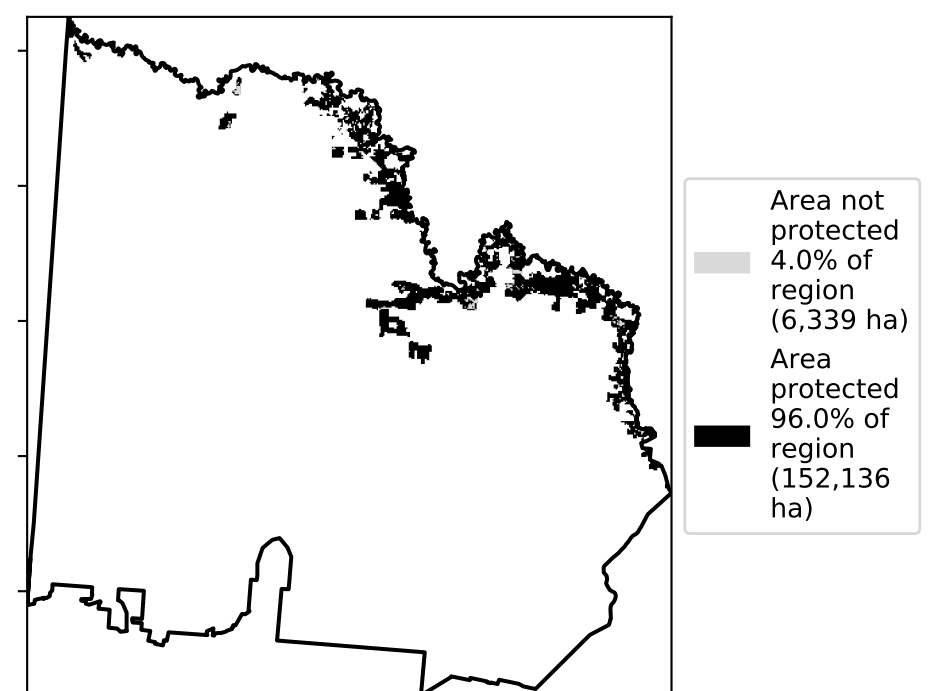 Area not
protected
4.0% of
region
(6,339 ha)
Area
protected
96.0% of
region
(152,136
ha)